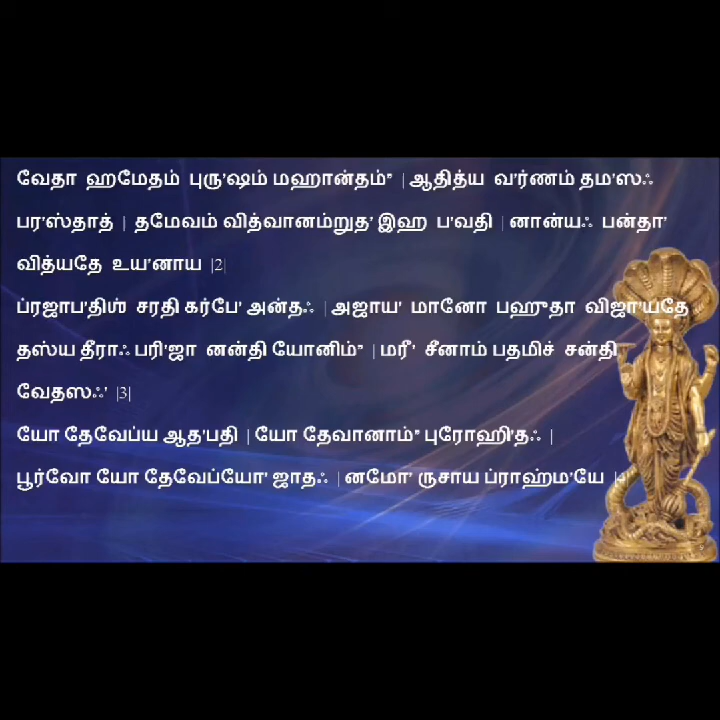 வேதா ஹமேதம் புரு'ஷம் மஹான்தம்" | ஆதித்ய வ'ர்ணம் தம'ஸஃ
பர'ஸ்தாத் | தமேவம் வித்வானம்றுத' இஹ ப'வதி | னான்யஃ பன்தா'
வித்யதே உய'னாய |2|
ப்ரஜாப'திஶ் சரதி கர்பே' அன்தஃ | அஜாய' மானோ பஹுதா விஜா'யதே
தஸ்ய தீராஃ பரி'ஜா னன்தி யோனிம்" | மரீ' சீனாம் பதமிச் சன்தி
வேதஸஃ' |3|
யோ தேவேப்ய ஆத'பதி | யோ தேவானாம்" புரோஹி'தஃ |
பூர்வோ யோ தேவேப்யோ' ஜாதஃ | னமோ' ருசாய ப்ராஹ்ம'யே |4|